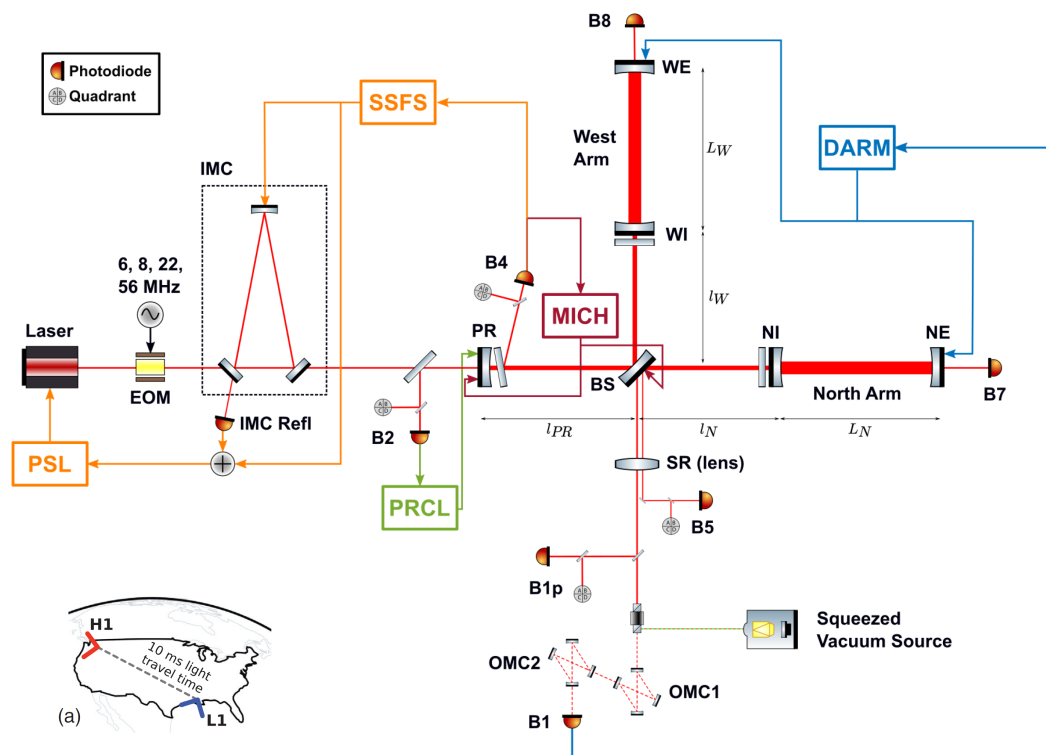 B8
WE
Photodiode
Quadrant
SSFS
West
Arm
L_W
DARM
IMC
WI
6, 8, 22,
56 MHz
B4
l_W
MICH
Laser
PR
NI
NE
EOM
BS
North Arm
B7
IMC Refl
B2
l_PR
l_N
L_N
PSL
SR (lens)
PRCL
B5
B1p
H1
10 ms light
travel time
Squeezed
Vacuum Source
OMC2
OMC1
(a)
L1
B1